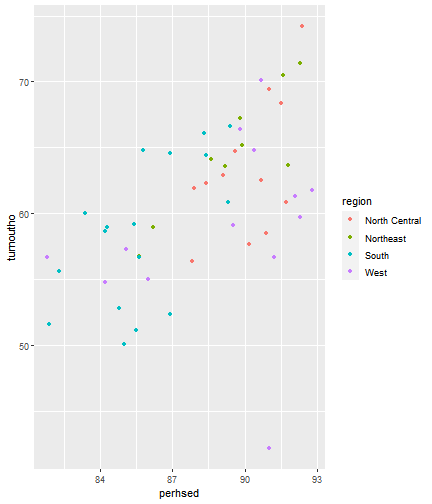 70
60
50
turnoutho
84
87
90
93
perhsed
region
North Central
Northeast
South
West